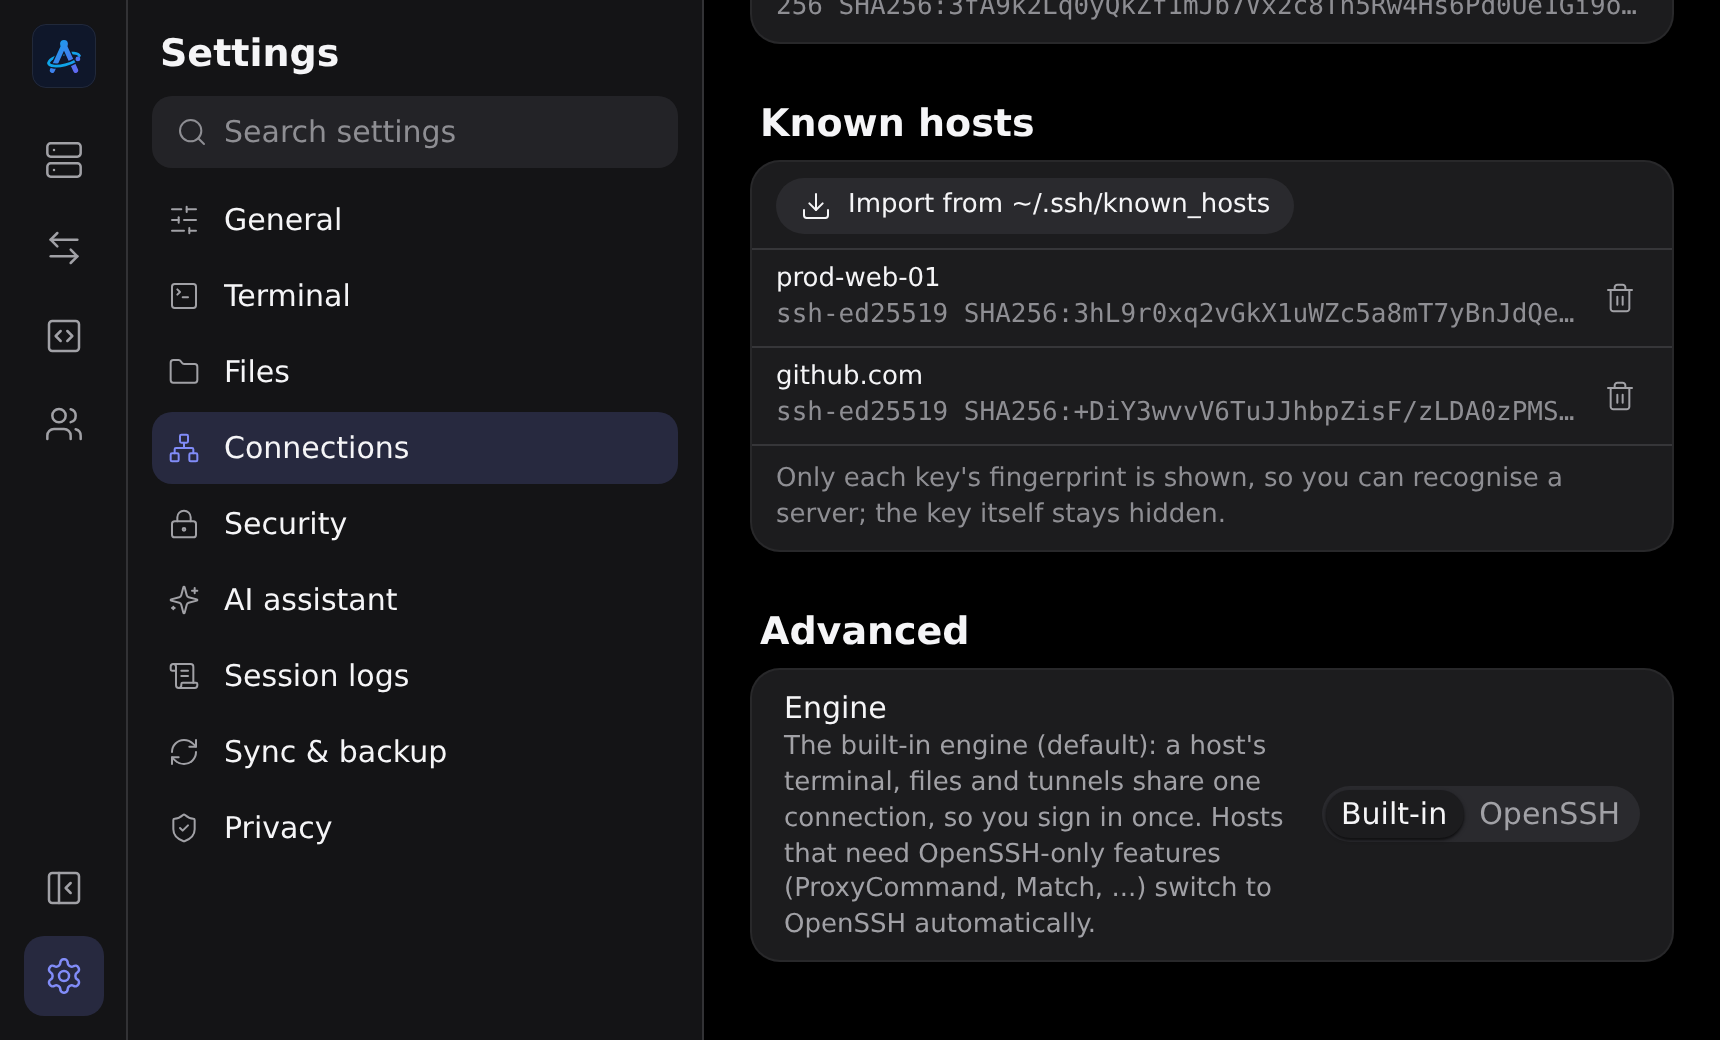 Settings
Search settings
General
Terminal
Files
Connections
Security
AI assistant
Session logs
Sync & backup
Privacy
Known hosts
Import from ~/.ssh/known_hosts
prod-web-01
ssh-ed25519 SHA256:3hL9r0xq2vGkX1uWZc5a8mT7yBnJdQe…
github.com
ssh-ed25519 SHA256:+DiY3wvvV6TuJJhbpZisF/zLDA0zPMS…
Only each key's fingerprint is shown, so you can recognise a
server; the key itself stays hidden.
Advanced
Engine
The built-in engine (default): a host's
terminal, files and tunnels share one
connection, so you sign in once. Hosts
that need OpenSSH-only features
(ProxyCommand, Match, …) switch to
OpenSSH automatically.
Built-in
OpenSSH